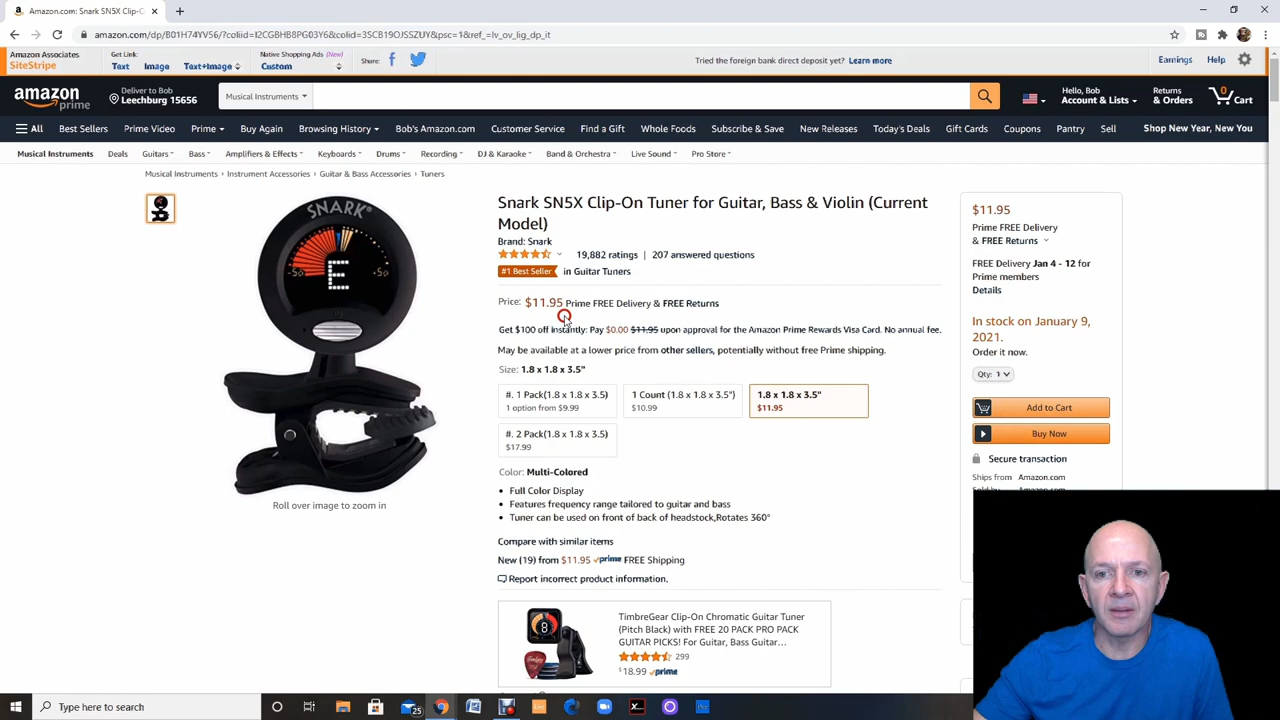 Amazon.com: Snark SN5X Clip-C
amazon.com/dp/B01H74YV56/?coliid=I2CGBHB8PG03Y6&colid=3SCB19OJSSZUY&psc=1&ref_=lv_ov_lig_dp_it
Amazon Associates
SiteStripe
Get Link:
Text Image Text+Image
Native Shopping Ads (New)
Custom
Share:
Tried the foreign bank direct deposit yet? Learn more
Earnings Help
amazon prime
Deliver to Bob
Leechburg 15656
Musical Instruments
Hello, Bob
Account & Lists
Returns
& Orders
0
Cart
All Best Sellers Prime Video Prime Buy Again Browsing History Bob's Amazon.com Customer Service Find a Gift Whole Foods Subscribe & Save New Releases Today's Deals Gift Cards Coupons Pantry Sell Shop New Year, New You
Musical Instruments Deals Guitars Bass Amplifiers & Effects Keyboards Drums Recording DJ & Karaoke Band & Orchestra Live Sound Pro Store
Musical Instruments › Instrument Accessories › Guitar & Bass Accessories › Tuners
SNARK
-50 +50
E
Roll over image to zoom in
Snark SN5X Clip-On Tuner for Guitar, Bass & Violin (Current
Model)
Brand: Snark
19,882 ratings | 207 answered questions
#1 Best Seller in Guitar Tuners
Price: $11.95 Prime FREE Delivery & FREE Returns
Get $100 off instantly: Pay $0.00 $11.95 upon approval for the Amazon Prime Rewards Visa Card. No annual fee.
May be available at a lower price from other sellers, potentially without free Prime shipping.
Size: 1.8 x 1.8 x 3.5"
#. 1 Pack(1.8 x 1.8 x 3.5)
1 option from $9.99
1 Count (1.8 x 1.8 x 3.5")
$10.99
1.8 x 1.8 x 3.5"
$11.95
#. 2 Pack(1.8 x 1.8 x 3.5)
$17.99
Color: Multi-Colored
• Full Color Display
• Features frequency range tailored to guitar and bass
• Tuner can be used on front of back of headstock,Rotates 360°
Compare with similar items
New (19) from $11.95 prime FREE Shipping
Report incorrect product information.
TimbreGear Clip-On Chromatic Guitar Tuner
(Pitch Black) with FREE 20 PACK PRO PACK
GUITAR PICKS! For Guitar, Bass Guitar...
299
$18.99 prime
$11.95
Prime FREE Delivery
& FREE Returns
FREE Delivery Jan 4 - 12 for
Prime members
Details
In stock on January 9,
2021.
Order it now.
Qty: 1
Add to Cart
Buy Now
Secure transaction
Ships from Amazon.com
Type here to search
25